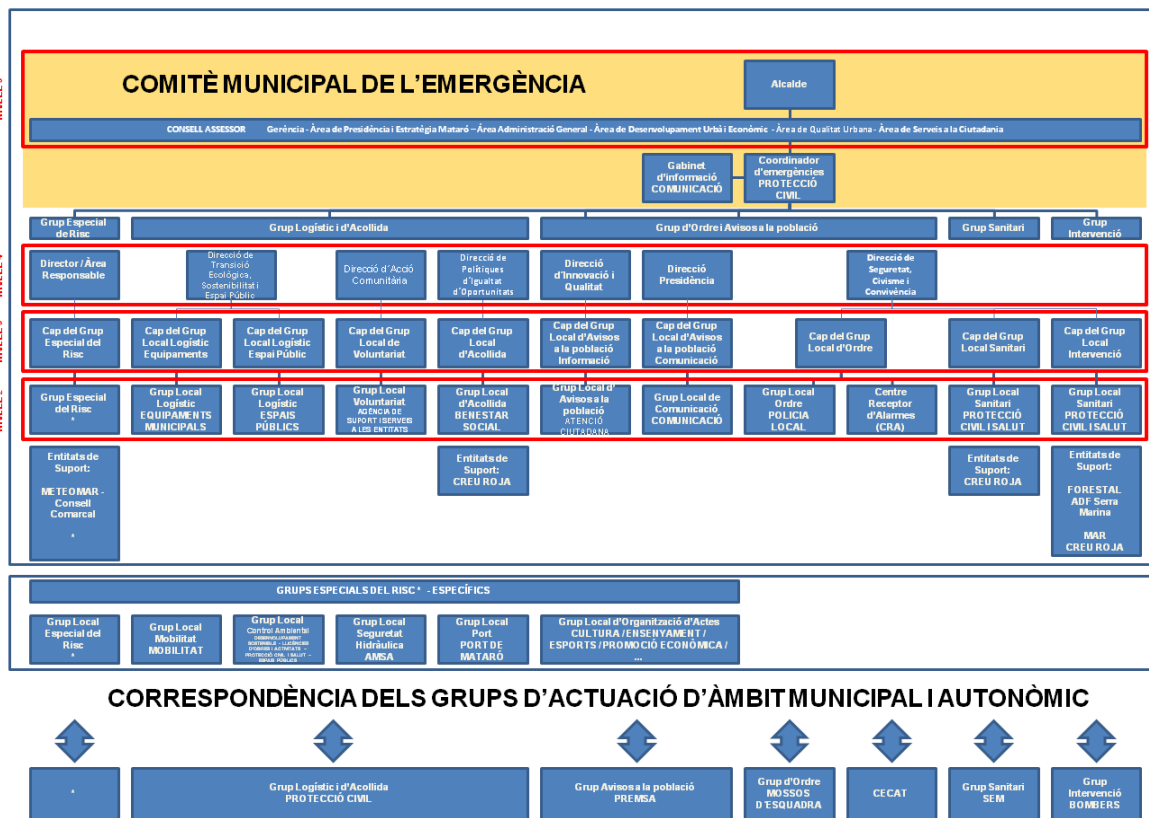 COMITÈ MUNICIPAL DE L'EMERGÈNCIA
Alcalde
CONSELL ASSESSOR Gerència - Àrea de Presidència i Estratègia Mataró – Àrea Administració General - Àrea de Desenvolupament Urbà i Econòmic - Àrea de Qualitat Urbana - Àrea de Serveis a la Ciutadania
Gabinet
d'informació
COMUNICACIÓ
Coordinador
d'emergències
PROTECCIÓ
CIVIL
Grup Especial
de Risc
Grup Logístic i d'Acollida
Grup d'Ordre i Avisos a la població
Grup Sanitari
Grup
Intervenció
Director / Àrea
Responsable
Direcció de
Transició
Ecológica,
Sostenibilitat i
Espai Públic
Direcció d'Acció
Comunitària
Direcció de
Polítiques
d'Igualtat
d'Oportunitats
Direcció
d'Innovació i
Qualitat
Direcció
Presidència
Direcció de
Seguretat,
Civisme i
Convivència
Cap del Grup
Especial del
Risc
Cap del Grup
Local Logístic
Equipaments
Cap del Grup
Local Logístic
Espai Públic
Cap del Grup
Local de
Voluntariat
Cap del Grup
Local
d'Acollida
Cap del Grup
Local d'Avisos
a la població
Informació
Cap del Grup
Local d'Avisos
a la població
Comunicació
Cap del Grup
Local d'Ordre
Cap del Grup
Local Sanitari
Cap del Grup
Local
Intervenció
Grup Especial
del Risc
*
Grup Local
Logístic
EQUIPAMENTS
MUNICIPALS
Grup Local
Logístic
ESPAIS
PÚBLICS
Grup Local
Voluntariat
AGÈNCIA DE
SUPORT I SERVEIS
A LES ENTITATS
Grup Local
d'Acollida
BENESTAR
SOCIAL
Grup Local d'
Avisos a la
població
ATENCIÓ
CIUTADANA
Grup Local de
Comunicació
COMUNICACIÓ
Grup Local
Ordre
POLICIA
LOCAL
Centre
Receptor
d'Alarmes
(CRA)
Grup Local
Sanitari
PROTECCIÓ
CIVIL I SALUT
Grup Local
Sanitari
PROTECCIÓ
CIVIL I SALUT
Entitats de
Suport:
METEOMAR -
Consell
Comarcal
*
Entitats de
Suport:
CREU ROJA
Entitats de
Suport:
CREU ROJA
Entitats de
Suport:
FORESTAL
ADF Serra
Marina
MAR
CREU ROJA
GRUPS ESPECIALS DEL RISC * - ESPECÍFICS
Grup Local
Especial del
Risc
*
Grup Local
Mobilitat
MOBILITAT
Grup Local
Control Ambiental
DESENVOLUPAMENT
SOSTENIBLE – LLICÈNCIES
D'OBRES I ACTIVITATS –
PROTECCIÓ CIVIL I SALUT –
ESPAIS PÚBLICS
Grup Local
Seguretat
Hidràulica
AMSA
Grup Local
Port
PORT DE
MATARÓ
Grup Local d'Organització d'Actes
CULTURA / ENSENYAMENT /
ESPORTS / PROMOCIÓ ECONÒMICA /
...
CORRESPONDÈNCIA DELS GRUPS D'ACTUACIÓ D'ÀMBIT MUNICIPAL I AUTONÒMIC
*
Grup Logístic i d'Acollida
PROTECCIÓ CIVIL
Grup Avisos a la població
PREMSA
Grup d'Ordre
MOSSOS
D'ESQUADRA
CECAT
Grup Sanitari
SEM
Grup
Intervenció
BOMBERS